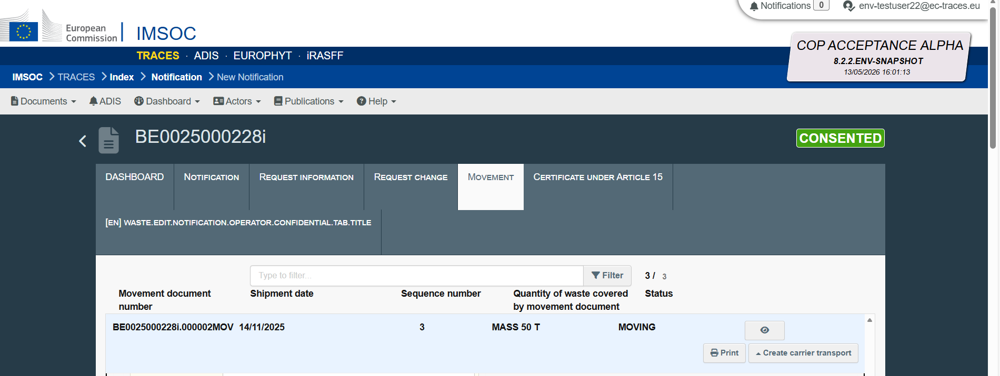 Notifications 0 env-testuser22@ec-traces.eu
European
Commission
IMSOC
COP ACCEPTANCE ALPHA
8.2.2.ENV-SNAPSHOT
13/05/2026 16:01:13
TRACES · ADIS · EUROPHYT · iRASFF
IMSOC TRACES Index Notification New Notification
Documents ADIS Dashboard Actors Publications Help
BE0025000228i
CONSENTED
DASHBOARD NOTIFICATION REQUEST INFORMATION REQUEST CHANGE MOVEMENT CERTIFICATE UNDER ARTICLE 15
[EN] WASTE.EDIT.NOTIFICATION.OPERATOR.CONFIDENTIAL.TAB.TITLE
Type to filter... Filter 3 / 3
Movement document number Shipment date Sequence number Quantity of waste covered by movement document Status
BE0025000228i.000002MOV 14/11/2025 3 MASS 50 T MOVING
Print Create carrier transport